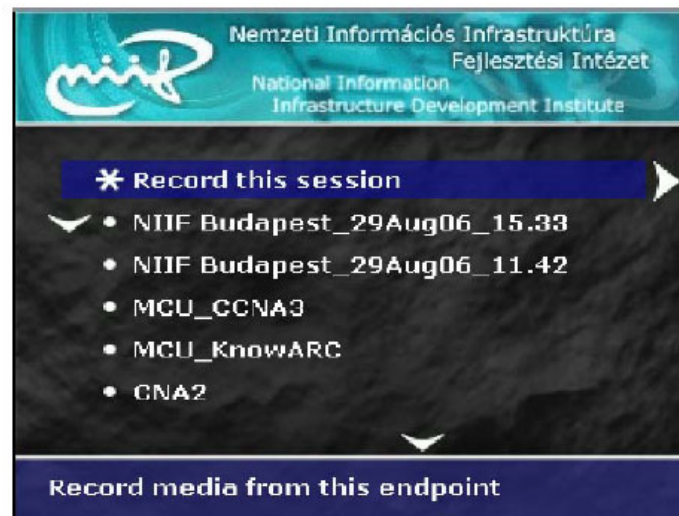 niif
Nemzeti Információs Infrastruktúra
Fejlesztési Intézet
National Information
Infrastructure Development Institute
* Record this session
• NIIF Budapest_29Aug06_15.33
• NIIF Budapest_29Aug06_11.42
• MCU_CCNA3
• MCU_KnowARC
• CNA2
Record media from this endpoint